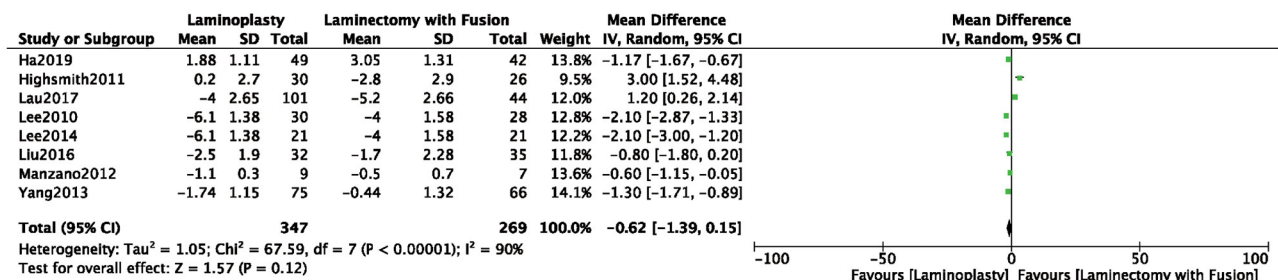 Laminoplasty Laminectomy with Fusion Mean Difference Mean Difference
Study or Subgroup Mean SD Total Mean SD Total Weight IV, Random, 95% CI IV, Random, 95% CI
Ha2019 1.88 1.11 49 3.05 1.31 42 13.8% -1.17 [-1.67, -0.67]
Highsmith2011 0.2 2.7 30 -2.8 2.9 26 9.5% 3.00 [1.52, 4.48]
Lau2017 -4 2.65 101 -5.2 2.66 44 12.0% 1.20 [0.26, 2.14]
Lee2010 -6.1 1.38 30 -4 1.58 28 12.8% -2.10 [-2.87, -1.33]
Lee2014 -6.1 1.38 21 -4 1.58 21 12.2% -2.10 [-3.00, -1.20]
Liu2016 -2.5 1.9 32 -1.7 2.28 35 11.8% -0.80 [-1.80, 0.20]
Manzano2012 -1.1 0.3 9 -0.5 0.7 7 13.6% -0.60 [-1.15, -0.05]
Yang2013 -1.74 1.15 75 -0.44 1.32 66 14.1% -1.30 [-1.71, -0.89]
Total (95% CI) 347 269 100.0% -0.62 [-1.39, 0.15]
Heterogeneity: Tau² = 1.05; Chi² = 67.59, df = 7 (P < 0.00001); I² = 90%
Test for overall effect: Z = 1.57 (P = 0.12)
-100 -50 0 50 100
Favours [Laminoplasty] Favours [Laminectomy with Fusion]